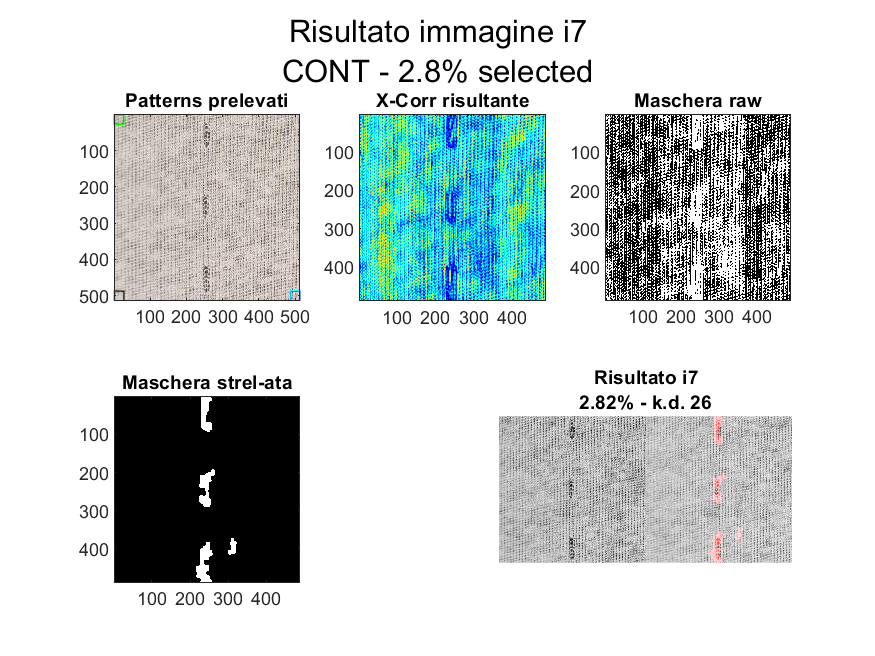 Risultato immagine i7
CONT - 2.8% selected
Patterns prelevati
100
200
300
400
500
100 200 300 400 500
X-Corr risultante
100
200
300
400
100 200 300 400
Maschera raw
100
200
300
400
100 200 300 400
Maschera strel-ata
100
200
300
400
100 200 300 400
Risultato i7
2.82% - k.d. 26